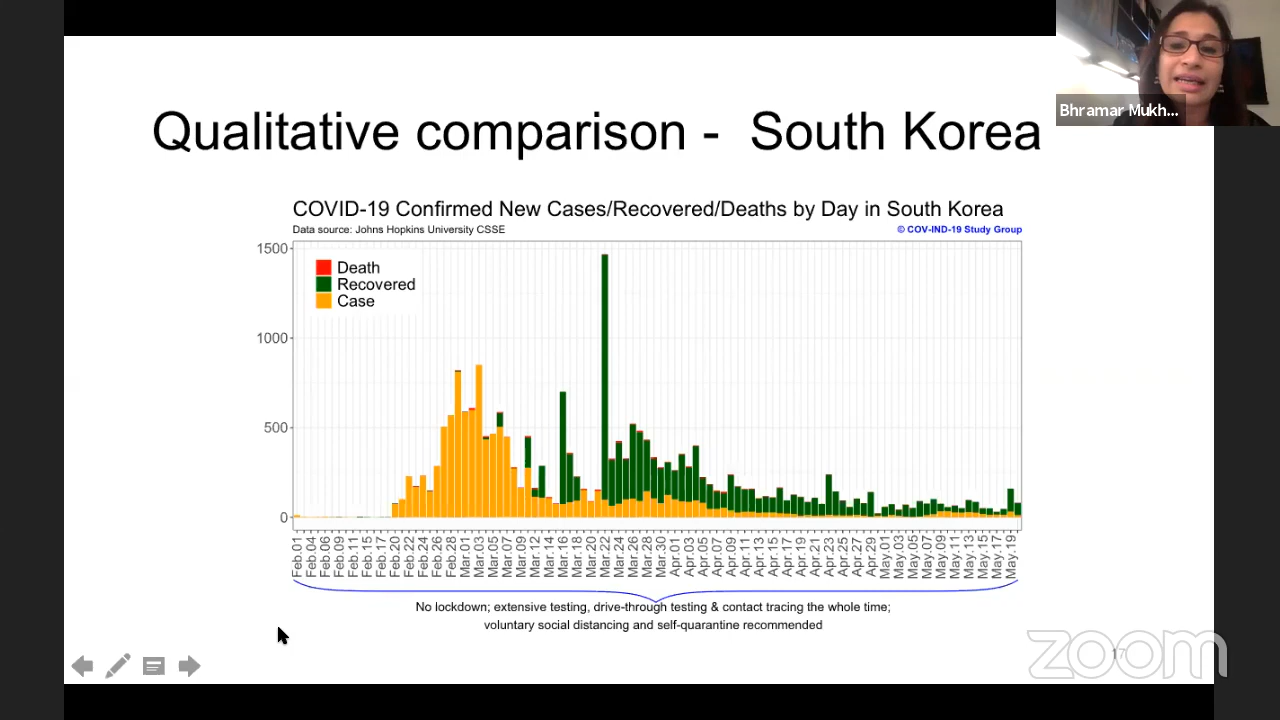 Bhramar Mukh...
Qualitative comparison - South Korea
COVID-19 Confirmed New Cases/Recovered/Deaths by Day in South Korea
Data source: Johns Hopkins University CSSE
© COV-IND-19 Study Group
1500
1000
500
0
Death
Recovered
Case
Feb.01
Feb.04
Feb.06
Feb.09
Feb.11
Feb.15
Feb.17
Feb.20
Feb.22
Feb.24
Feb.26
Feb.28
Mar.01
Mar.03
Mar.05
Mar.07
Mar.09
Mar.12
Mar.14
Mar.16
Mar.18
Mar.20
Mar.22
Mar.24
Mar.26
Mar.28
Mar.30
Apr.01
Apr.03
Apr.05
Apr.07
Apr.09
Apr.11
Apr.13
Apr.15
Apr.17
Apr.19
Apr.21
Apr.23
Apr.25
Apr.27
Apr.29
May.01
May.03
May.05
May.07
May.09
May.11
May.13
May.15
May.17
May.19
No lockdown; extensive testing, drive-through testing & contact tracing the whole time;
voluntary social distancing and self-quarantine recommended
17
zoom